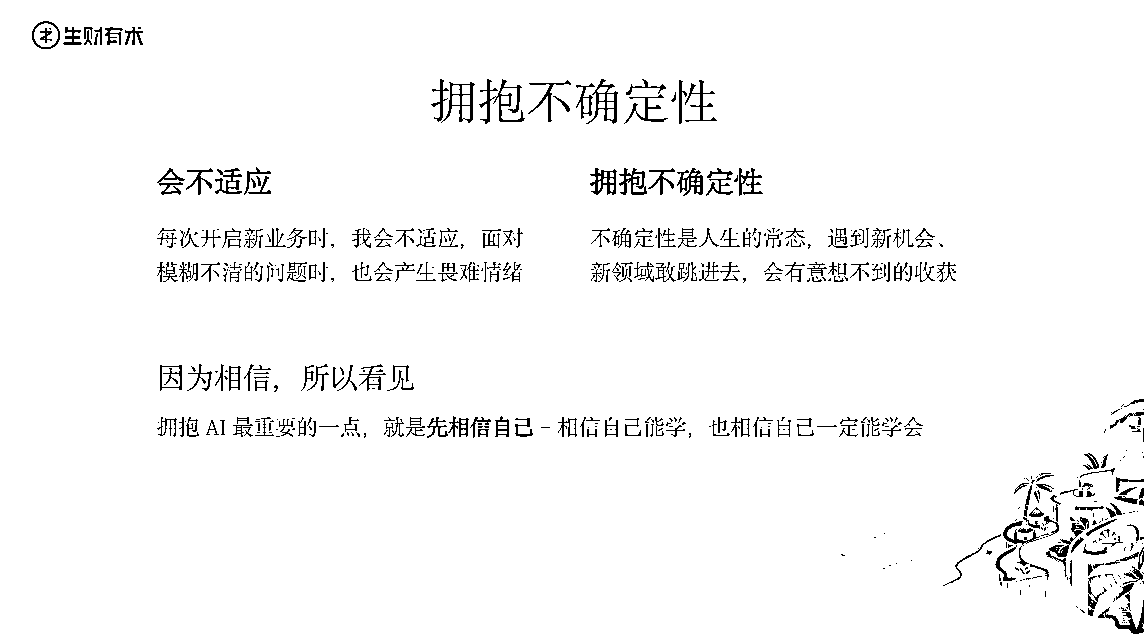 生财有术
拥抱不确定性
会不适应
每次开启新业务时，我会不适应，面对
模糊不清的问题时，也会产生畏难情绪
拥抱不确定性
不确定性是人生的常态，遇到新机会、
新领域敢跳进去，会有意想不到的收获
因为相信，所以看见
拥抱 AI 最重要的一点，就是先相信自己 – 相信自己能学，也相信自己一定能学会